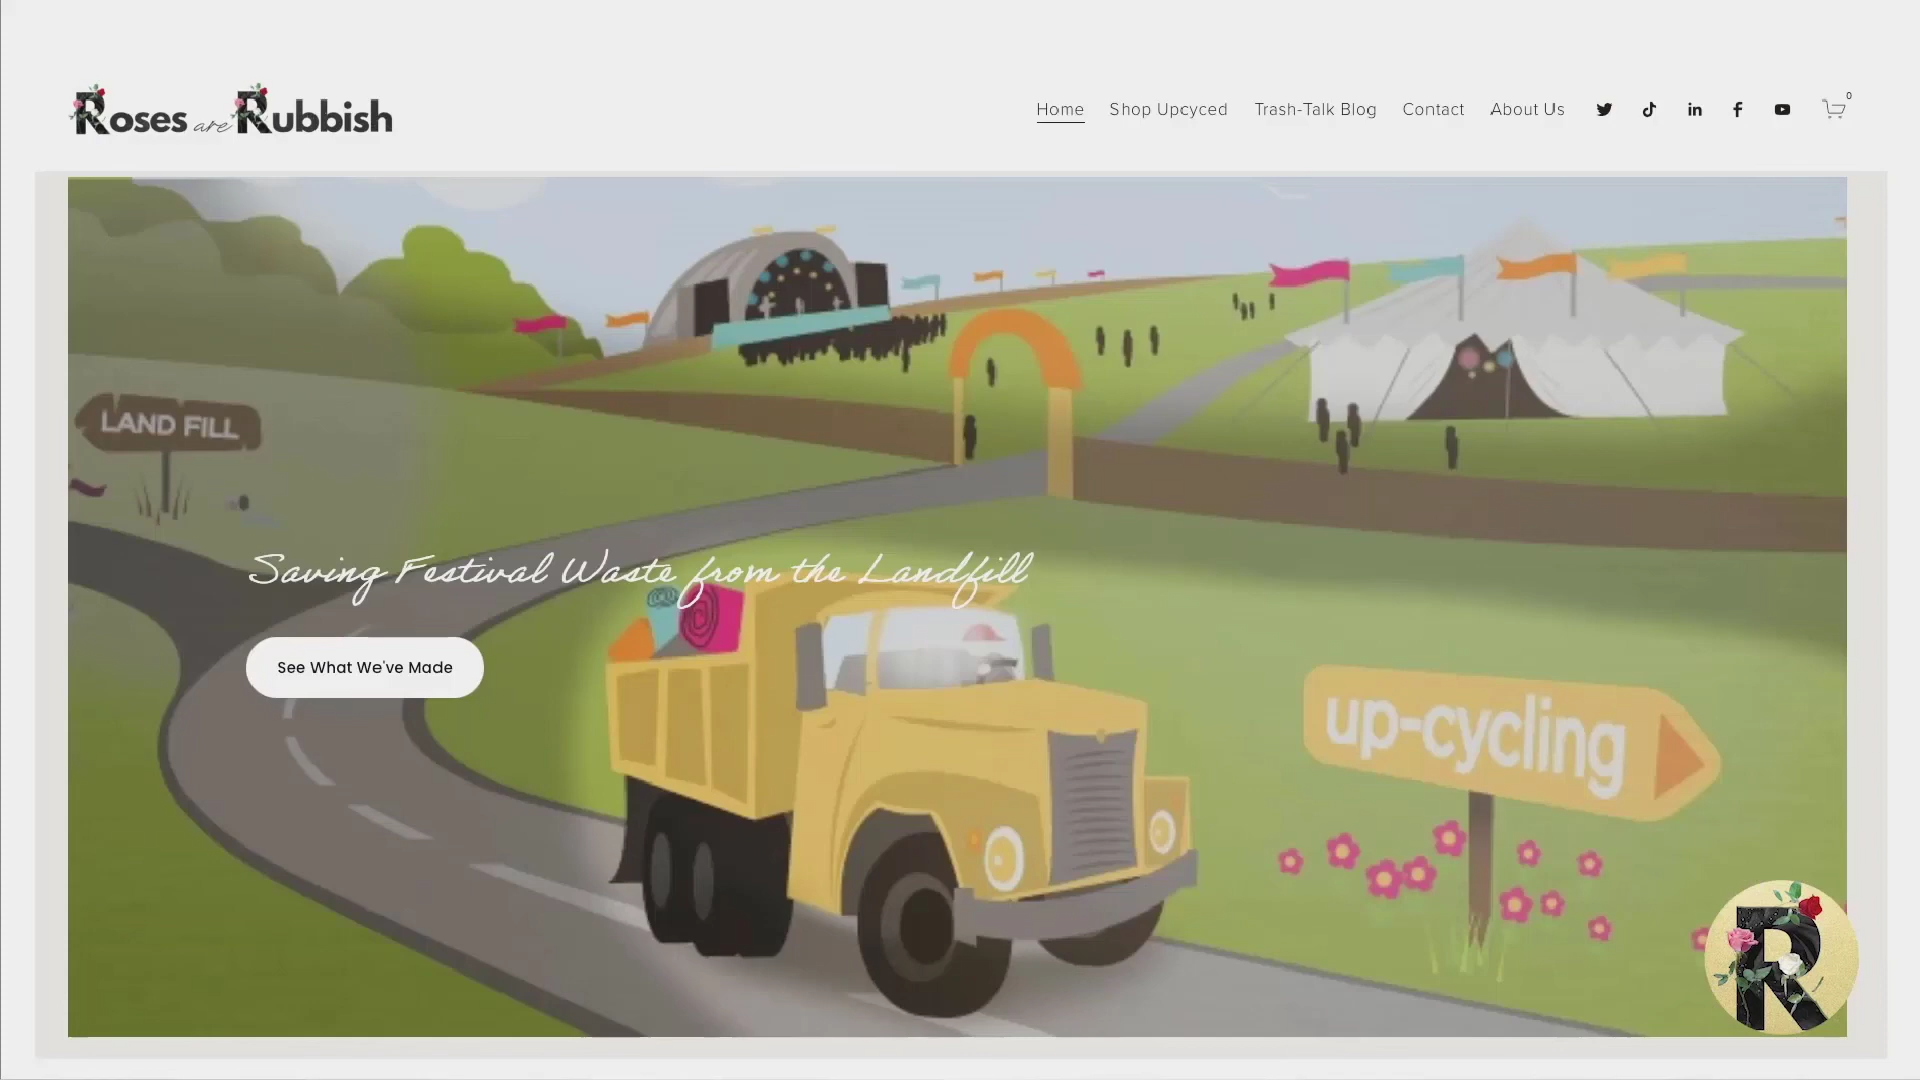 Roses are Rubbish
Home Shop Upcyced Trash-Talk Blog Contact About Us 0
LAND FILL
Saving Festival Waste from the Landfill
See What We've Made
up-cycling
R